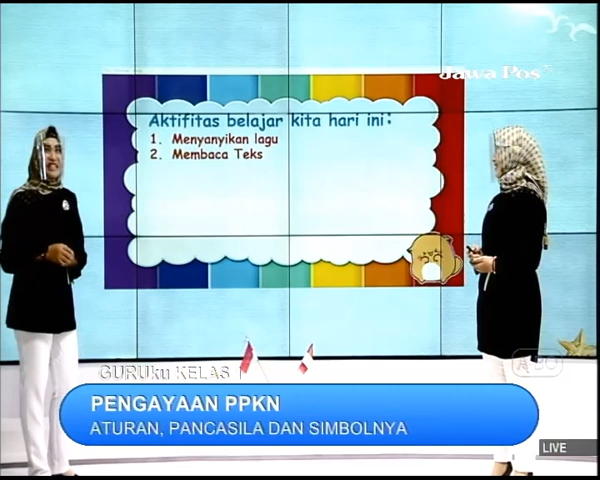 Jawa Pos
Aktifitas belajar kita hari ini:
1. Menyanyikan lagu
2. Membaca Teks
GURUku KELAS 1
PENGAYAAN PPKN
ATURAN, PANCASILA DAN SIMBOLNYA
LIVE